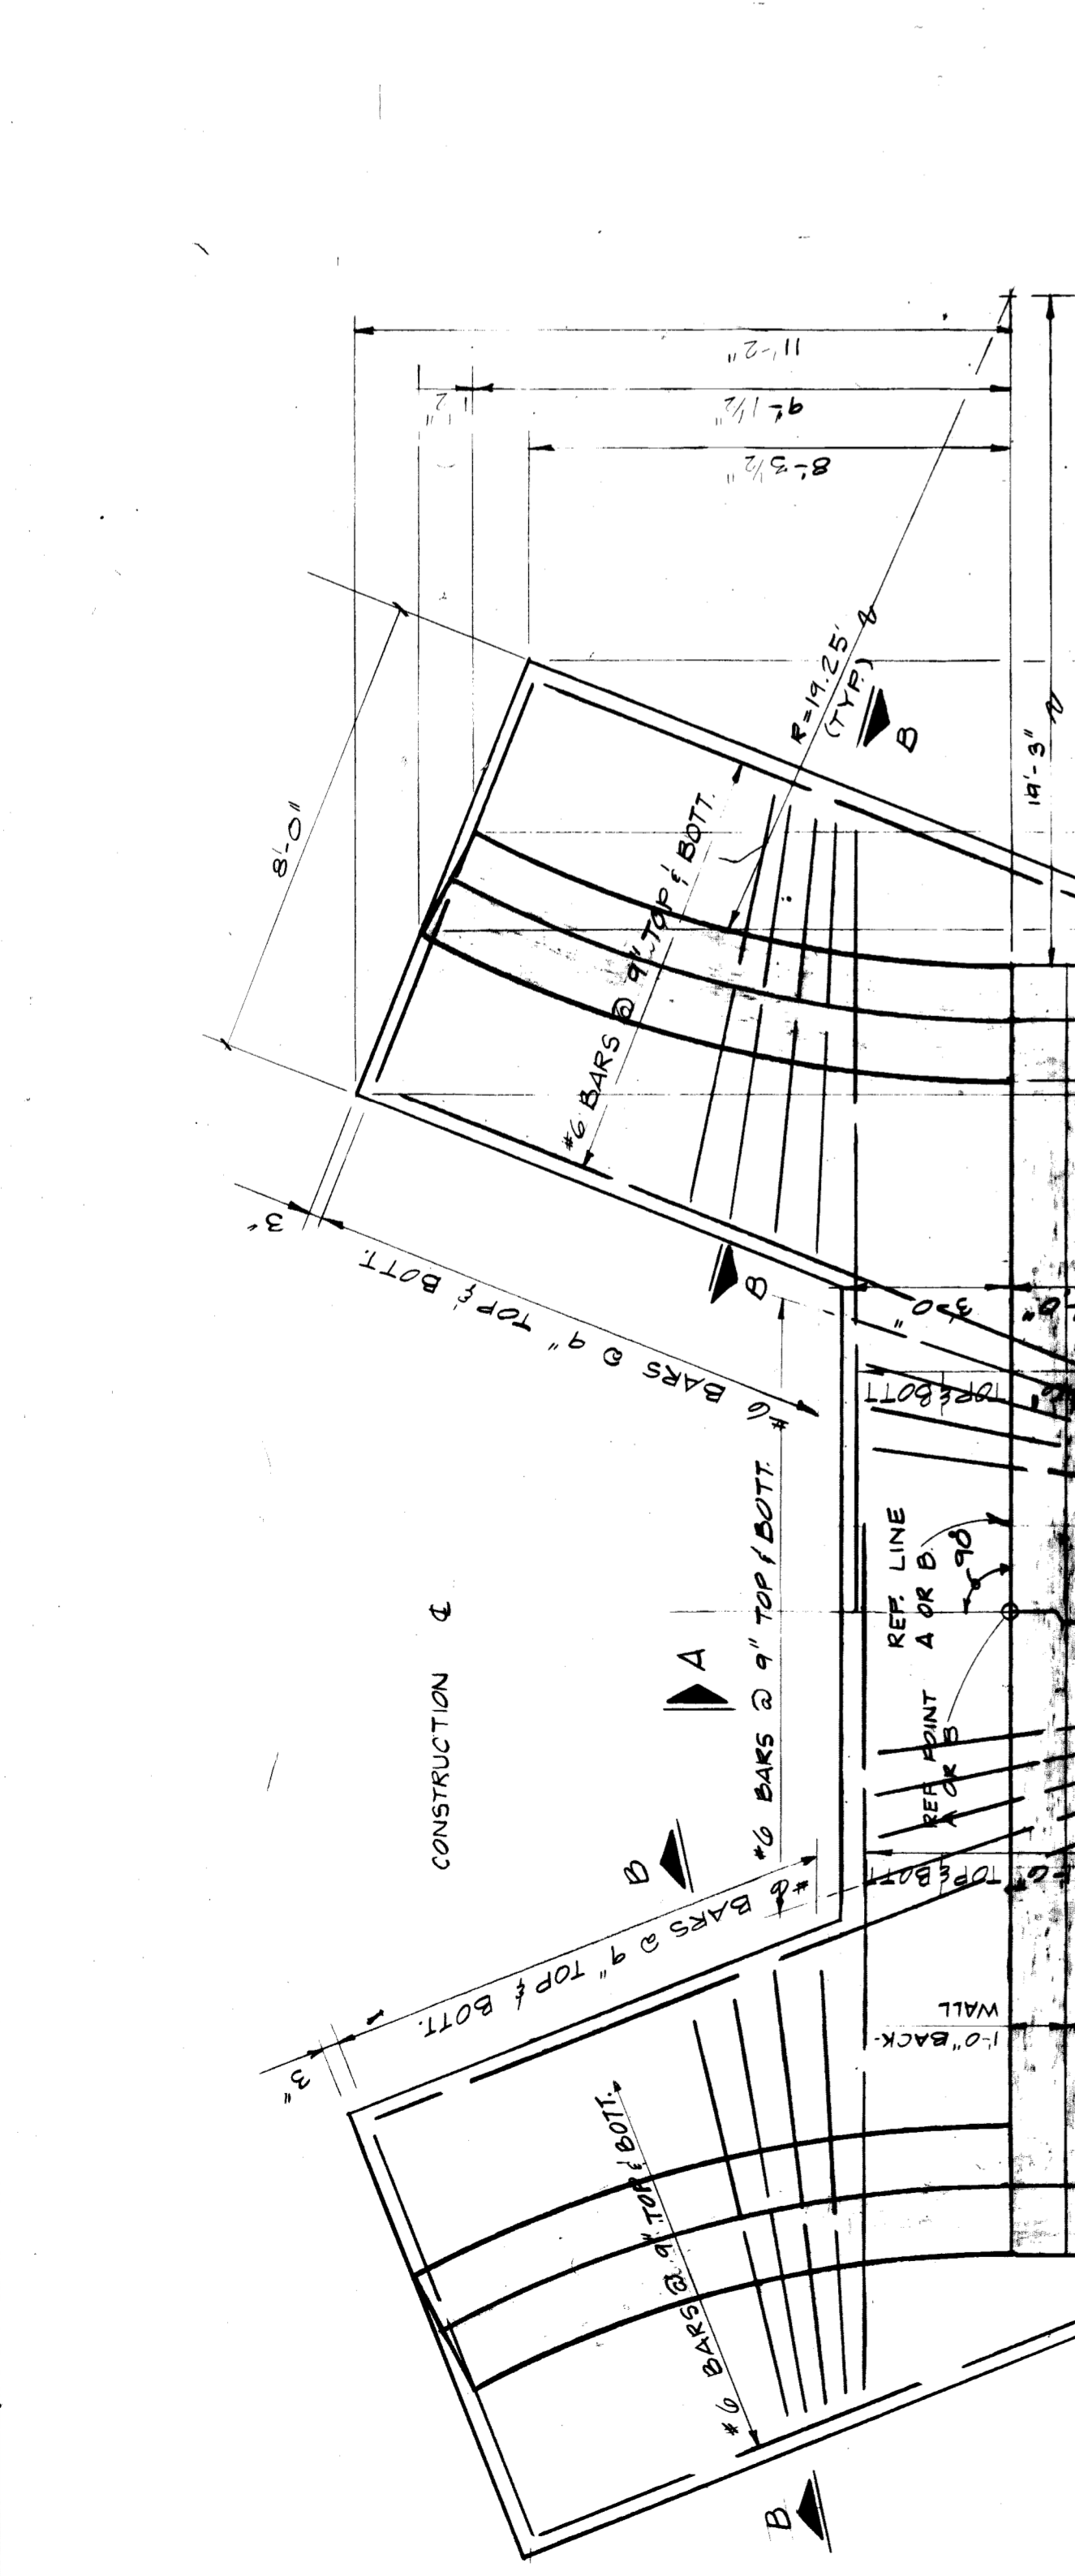 11'-2"
1'-2"
9'-1½"
8'-3½"
8'-0"
R=19.25'
(TYP.)
B
19'-3"
#6 BARS @ 9" TOP & BOTT.
3"
#6 BARS @ 9" TOP & BOTT.
B
3'-0"
TOP & BOTT
#6 BARS @ 9" TOP & BOTT.
REF. LINE
A OR B
90
A
CONSTRUCTION ℄
REF. POINT
A OR B
B
TOP & BOTT
#6 BARS @ 9" TOP & BOTT.
3"
1'-0" BACK-
WALL
#6 BARS @ 9" TOP & BOTT.
B